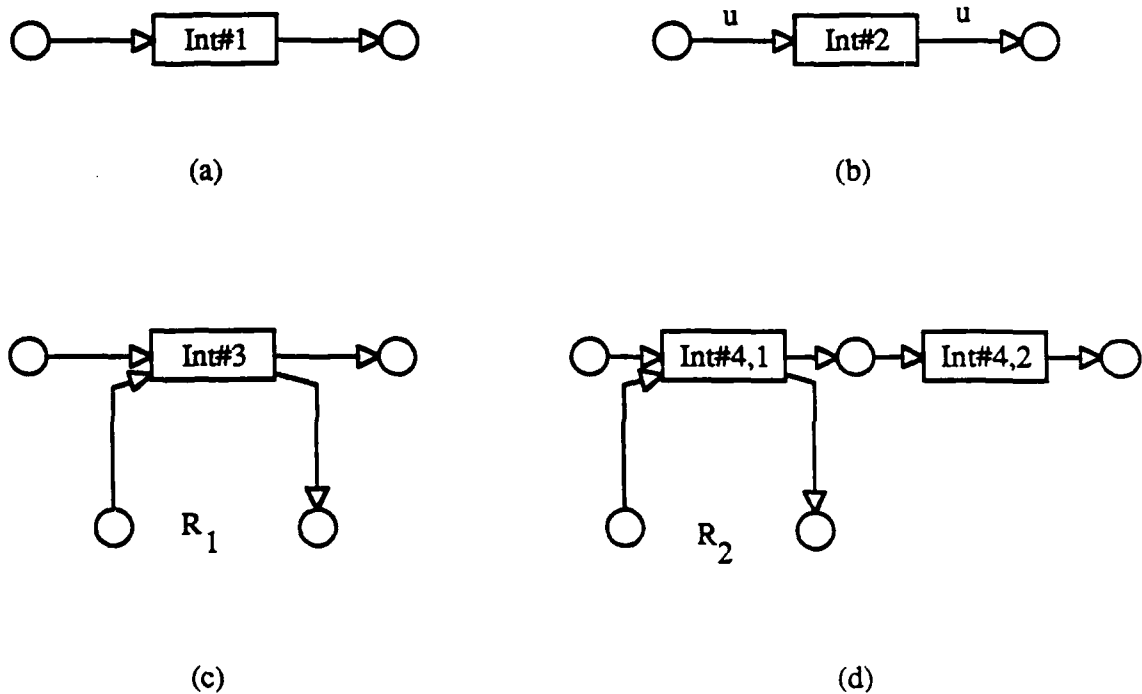 Int#1
u
Int#2
u
(a)
(b)
Int#3
Int#4,1
Int#4,2
R1
R2
(c)
(d)